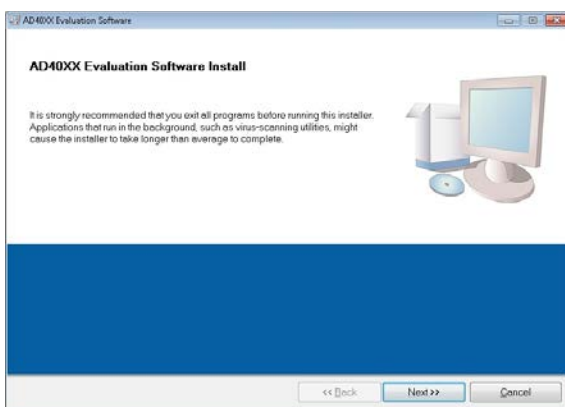 AD40XX Evaluation Software
AD40XX Evaluation Software Install
It is strongly recommended that you exit all programs before running this installer.
Applications that run in the background, such as virus-scanning utilities, might
cause the installer to take longer than average to complete.
<< Back
Next >>
Cancel